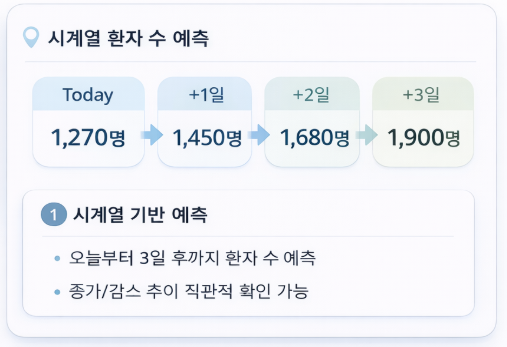 시계열 환자 수 예측
Today +1일 +2일 +3일
1,270명 1,450명 1,680명 1,900명
1 시계열 기반 예측
• 오늘부터 3일 후까지 환자 수 예측
• 종가/감스 추이 직관적 확인 가능